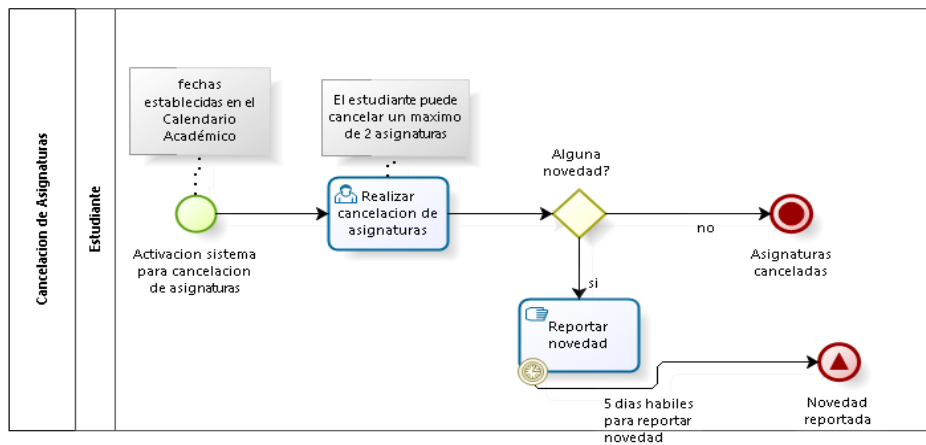 Cancelacion de Asignaturas
Estudiante
fechas
establecidas en el
Calendario
Académico
El estudiante puede
cancelar un maximo
de 2 asignaturas
Alguna
novedad?
Realizar
cancelacion de
asignaturas
Activacion sistema
para cancelacion
de asignaturas
no
Asignaturas
canceladas
si
Reportar
novedad
5 dias habiles
para reportar
novedad
Novedad
reportada